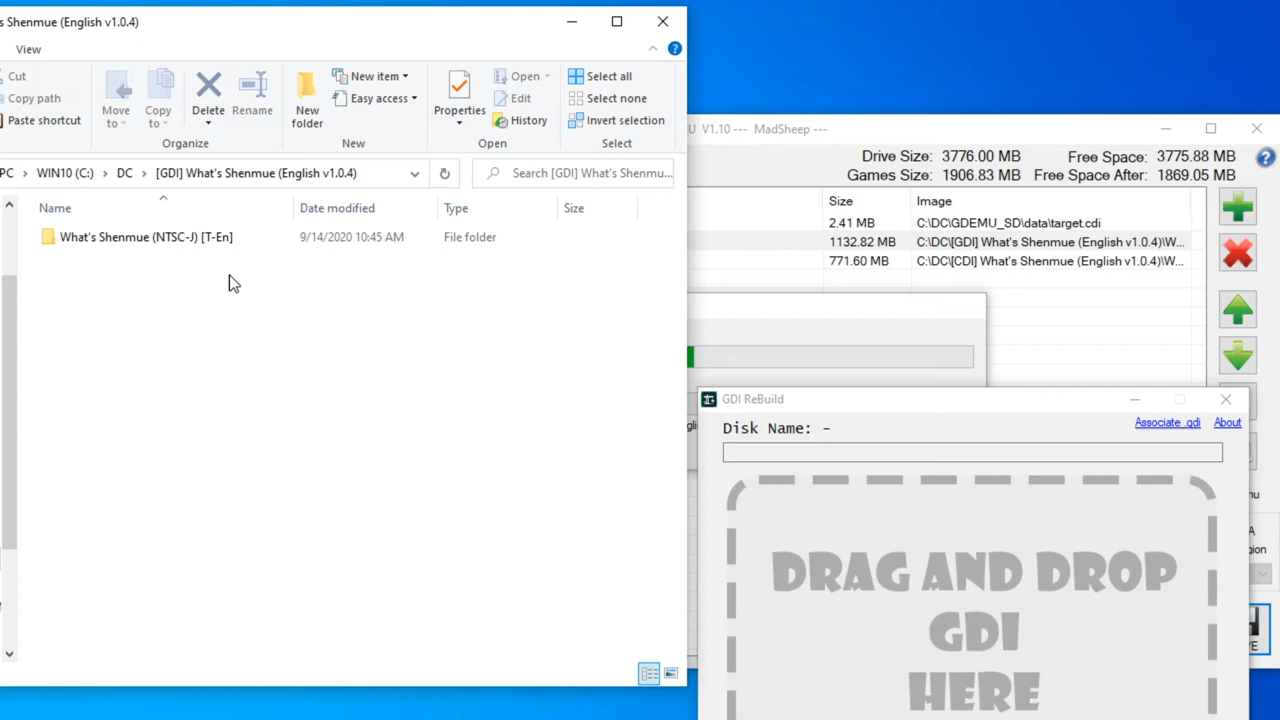 s Shenmue (English v1.0.4)
View
Cut
Copy path
Paste shortcut
Move to
Copy to
Delete
Rename
Organize
New folder
New item
Easy access
New
Properties
Open
Edit
History
Open
Select all
Select none
Invert selection
Select
PC > WIN10 (C:) > DC > [GDI] What's Shenmue (English v1.0.4)
Search [GDI] What's Shenmu...
Name
Date modified
Type
Size
What's Shenmue (NTSC-J) [T-En]
9/14/2020 10:45 AM
File folder
U V1.10 --- MadSheep ---
Drive Size: 3776.00 MB
Free Space: 3775.88 MB
Games Size: 1906.83 MB
Free Space After: 1869.05 MB
Size
Image
2.41 MB
C:\DC\GDEMU_SD\data\target.cdi
1132.82 MB
C:\DC\[GDI] What's Shenmue (English v1.0.4)\W...
771.60 MB
C:\DC\[CDI] What's Shenmue (English v1.0.4)\W...
GDI ReBuild
Disk Name: -
Associate .gdi
About
DRAG AND DROP
GDI
HERE